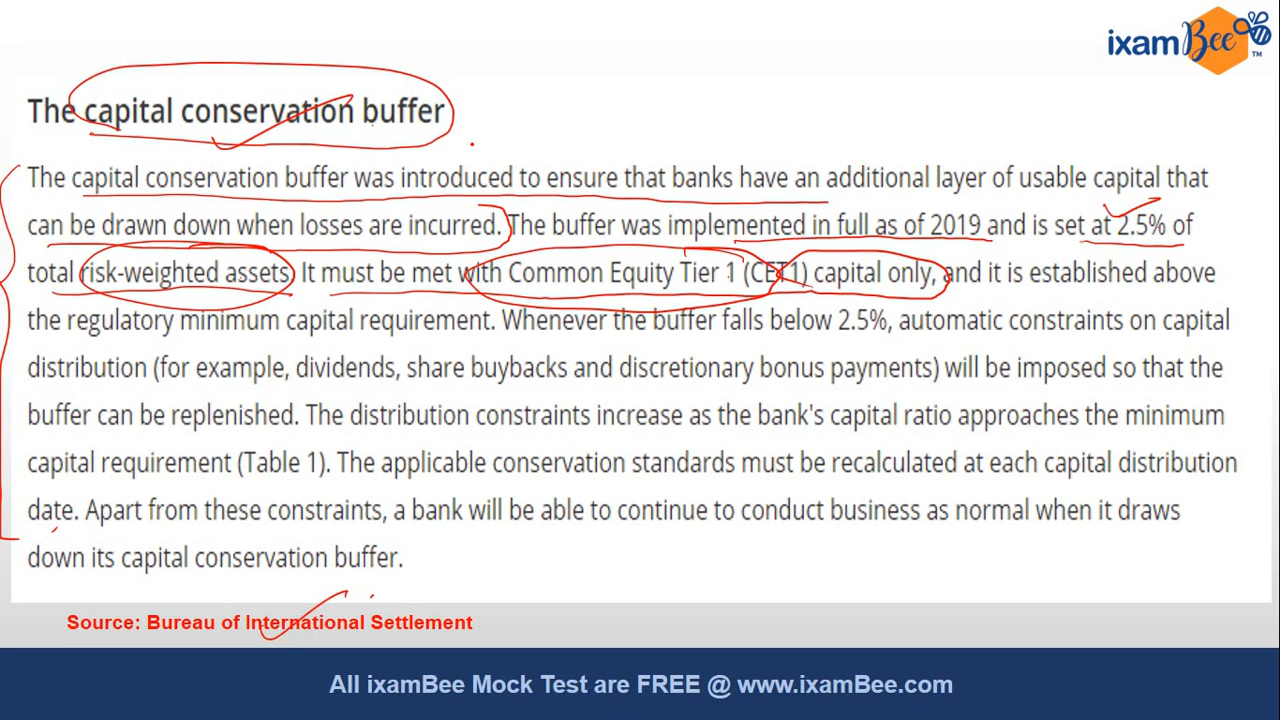 ixamBee™
The capital conservation buffer
The capital conservation buffer was introduced to ensure that banks have an additional layer of usable capital that
can be drawn down when losses are incurred. The buffer was implemented in full as of 2019 and is set at 2.5% of
total risk-weighted assets. It must be met with Common Equity Tier 1 (CET1) capital only, and it is established above
the regulatory minimum capital requirement. Whenever the buffer falls below 2.5%, automatic constraints on capital
distribution (for example, dividends, share buybacks and discretionary bonus payments) will be imposed so that the
buffer can be replenished. The distribution constraints increase as the bank's capital ratio approaches the minimum
capital requirement (Table 1). The applicable conservation standards must be recalculated at each capital distribution
date. Apart from these constraints, a bank will be able to continue to conduct business as normal when it draws
down its capital conservation buffer.
Source: Bureau of International Settlement
All ixamBee Mock Test are FREE @ www.ixamBee.com